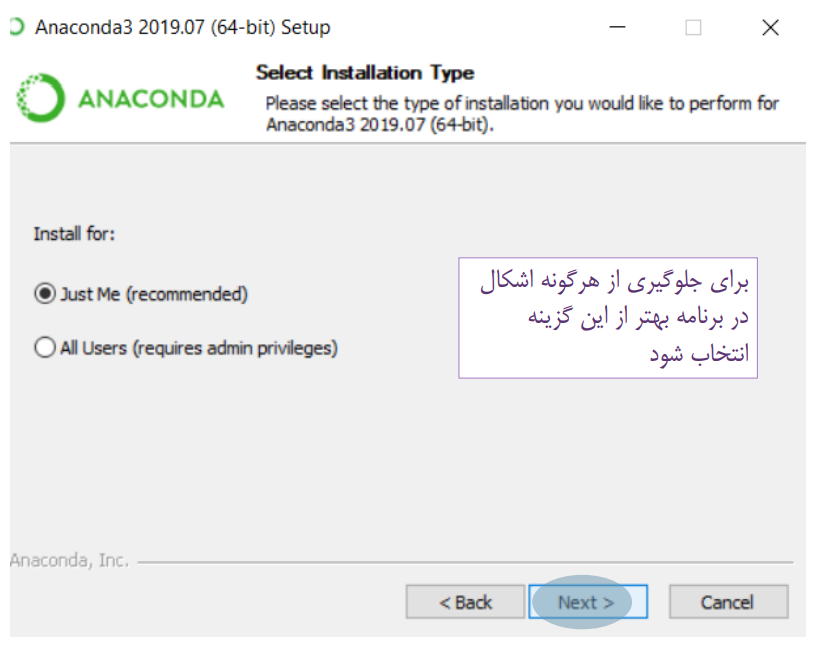 Anaconda3 2019.07 (64-bit) Setup
ANACONDA
Select Installation Type
Please select the type of installation you would like to perform for
Anaconda3 2019.07 (64-bit).
Install for:
Just Me (recommended)
All Users (requires admin privileges)
برای جلوگیری از هرگونه اشکال
در برنامه بهتر از این گزینه
انتخاب شود
Anaconda, Inc.
< Back
Next >
Cancel